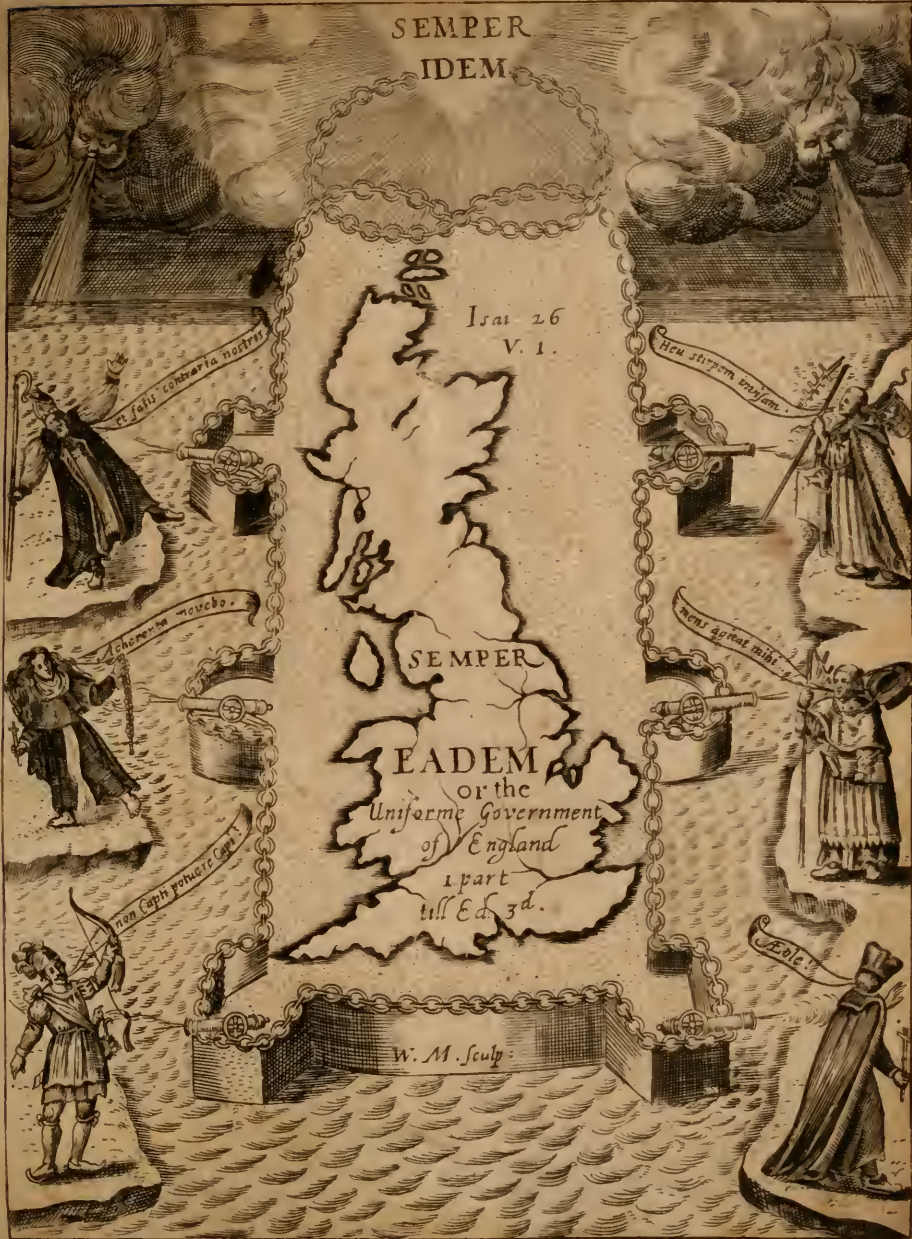 SEMPER
IDEM
Isai 26
V. 1.
et fatis contraria nostris
Heu stirpem invisam.
Acheronta movebo.
mens agitat mihi
SEMPER
EADEM
or the
Uniforme Government
of England
1 part
till Ed. 3d.
non Capti potuere Capi?
Æole.
W. M. sculp: